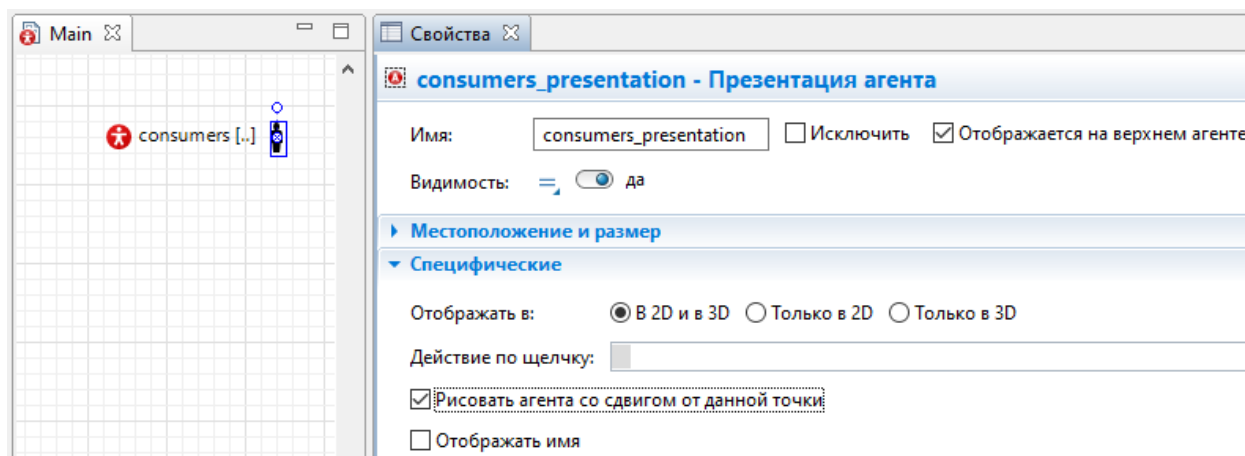 Main
Свойства
consumers_presentation - Презентация агента
consumers [..]
Имя: consumers_presentation Исключить Отображается на верхнем агенте
Видимость: = да
Местоположение и размер
Специфические
Отображать в: В 2D и в 3D Только в 2D Только в 3D
Действие по щелчку:
Рисовать агента со сдвигом от данной точки
Отображать имя